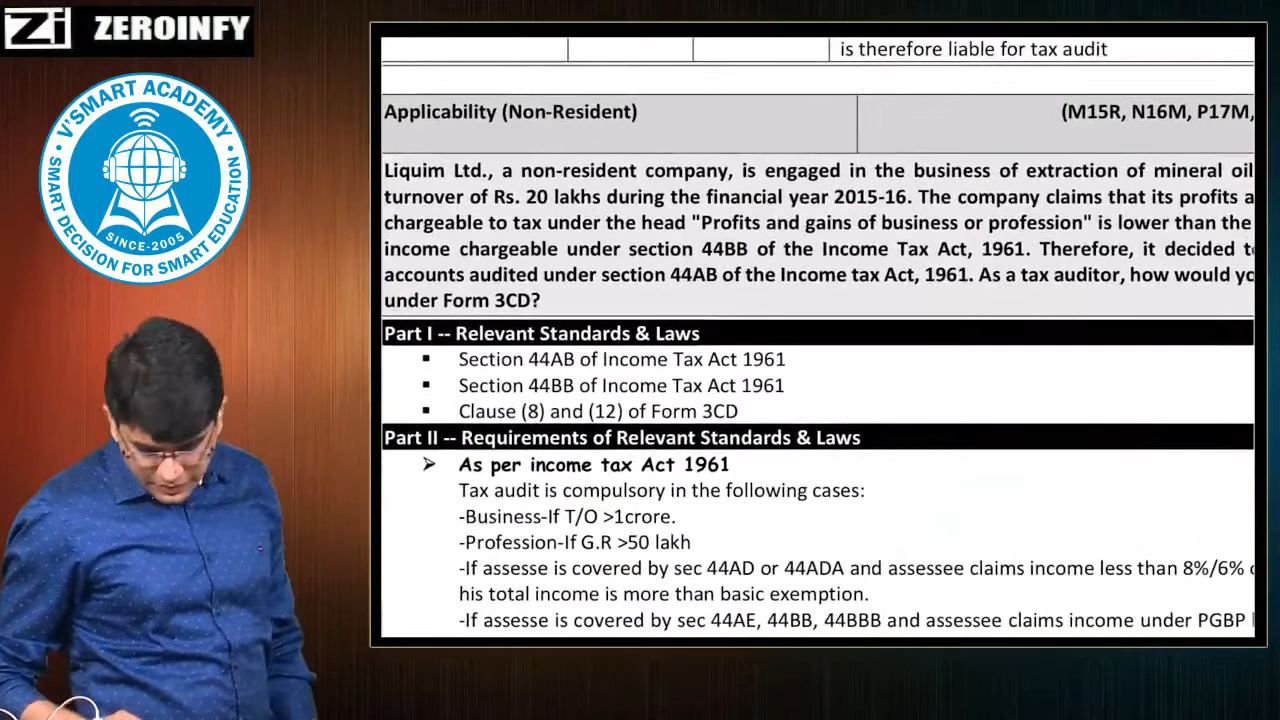 Zi ZEROINFY
V'SMART ACADEMY
SINCE-2005
SMART DECISION FOR SMART EDUCATION
is therefore liable for tax audit
Applicability (Non-Resident) (M15R, N16M, P17M,
Liquim Ltd., a non-resident company, is engaged in the business of extraction of mineral oil
turnover of Rs. 20 lakhs during the financial year 2015-16. The company claims that its profits a
chargeable to tax under the head "Profits and gains of business or profession" is lower than the
income chargeable under section 44BB of the Income Tax Act, 1961. Therefore, it decided t
accounts audited under section 44AB of the Income tax Act, 1961. As a tax auditor, how would yo
under Form 3CD?
Part I -- Relevant Standards & Laws
▪ Section 44AB of Income Tax Act 1961
▪ Section 44BB of Income Tax Act 1961
▪ Clause (8) and (12) of Form 3CD
Part II -- Requirements of Relevant Standards & Laws
➢ As per income tax Act 1961
Tax audit is compulsory in the following cases:
-Business-If T/O >1crore.
-Profession-If G.R >50 lakh
-If assesse is covered by sec 44AD or 44ADA and assessee claims income less than 8%/6%
his total income is more than basic exemption.
-If assesse is covered by sec 44AE, 44BB, 44BBB and assessee claims income under PGBP